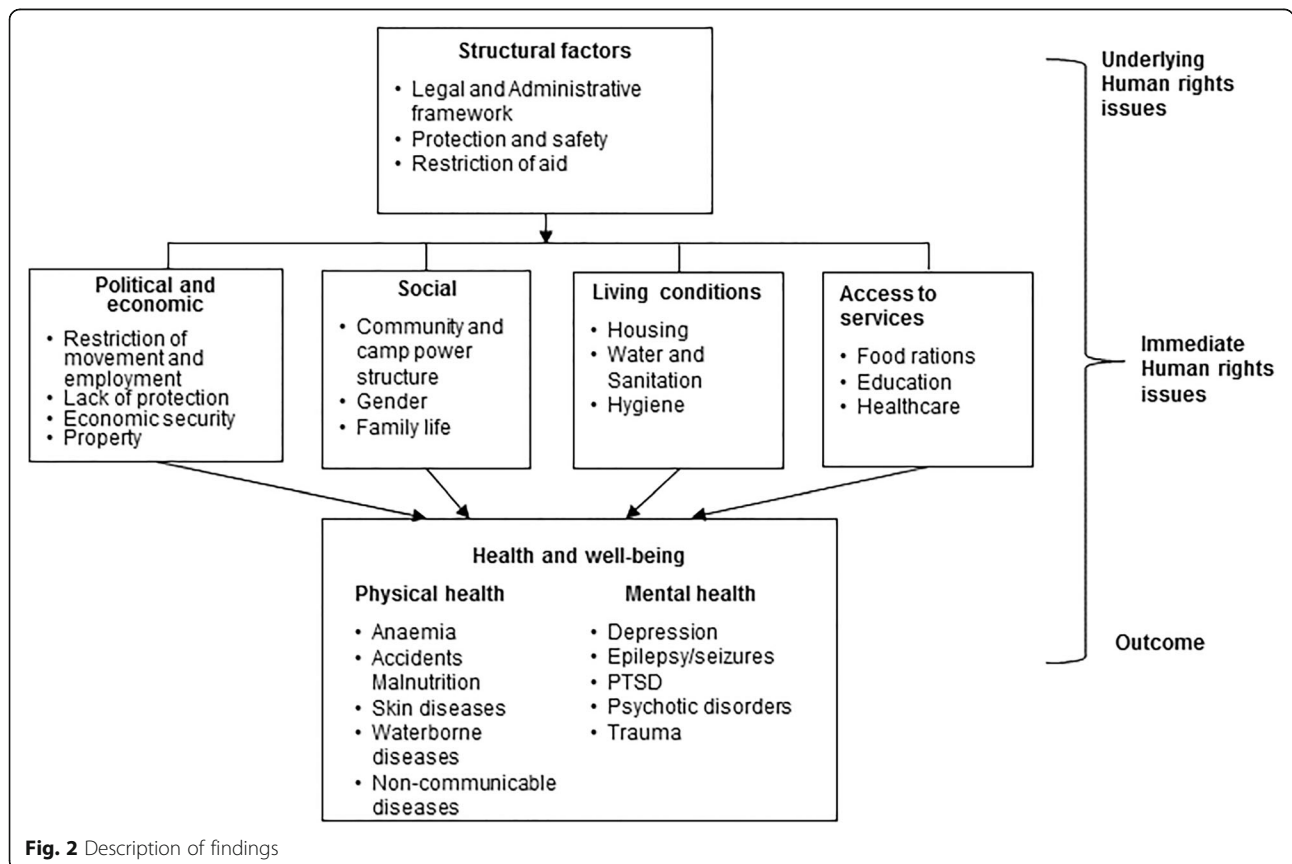 Structural factors
• Legal and Administrative
framework
• Protection and safety
• Restriction of aid
Underlying
Human rights
issues
Political and
economic
• Restriction of
movement and
employment
• Lack of protection
• Economic security
• Property
Social
• Community and
camp power
structure
• Gender
• Family life
Living conditions
• Housing
• Water and
Sanitation
• Hygiene
Access to
services
• Food rations
• Education
• Healthcare
Immediate
Human rights
issues
Health and well-being
Physical health
• Anaemia
• Accidents
Malnutrition
• Skin diseases
• Waterborne
diseases
• Non-communicable
diseases
Mental health
• Depression
• Epilepsy/seizures
• PTSD
• Psychotic disorders
• Trauma
Outcome
Fig. 2 Description of findings